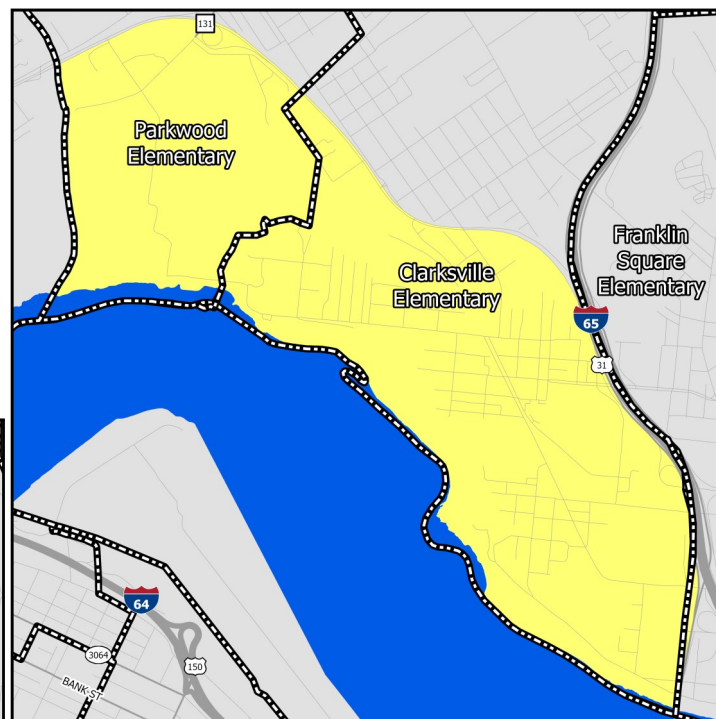 131
Parkwood
Elementary
Clarksville
Elementary
Franklin
Square
Elementary
65
31
64
3064
150
BANK ST